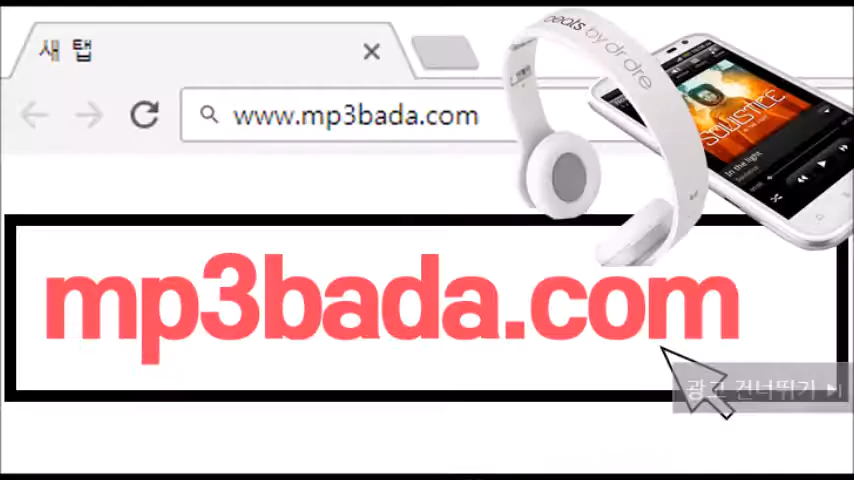 새 탭
www.mp3bada.com
beats by dr dre
SOULSTICE
In the light
mp3bada.com
광고 건너뛰기